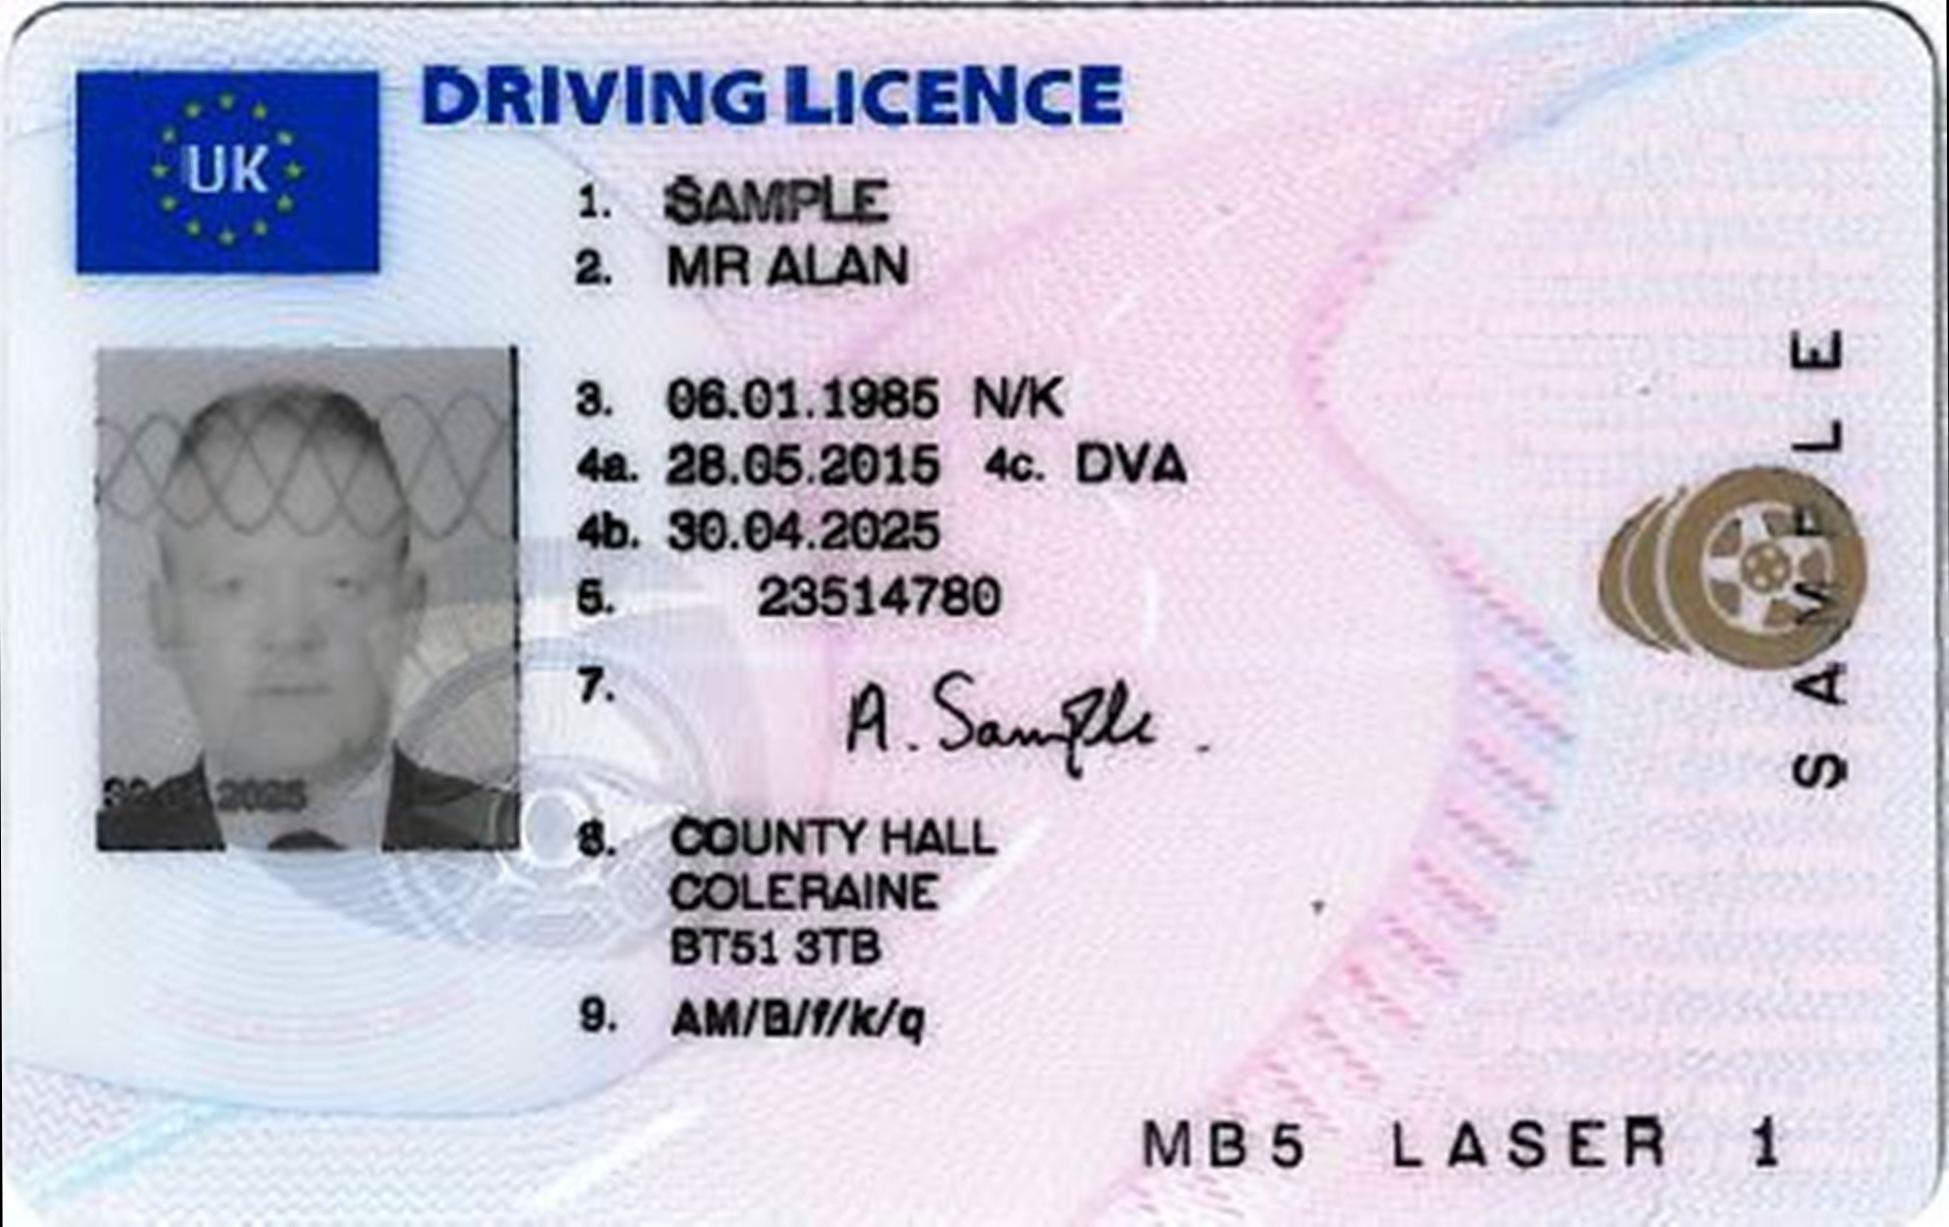 UK
DRIVING LICENCE
1. SAMPLE
2. MR ALAN
3. 06.01.1985 N/K
4a. 28.05.2015 4c. DVA
4b. 30.04.2025
5. 23514780
7. A. Sample.
8. COUNTY HALL
COLERAINE
BT51 3TB
9. AM/B/f/k/q
2025
SAMPLE
MB5 LASER 1